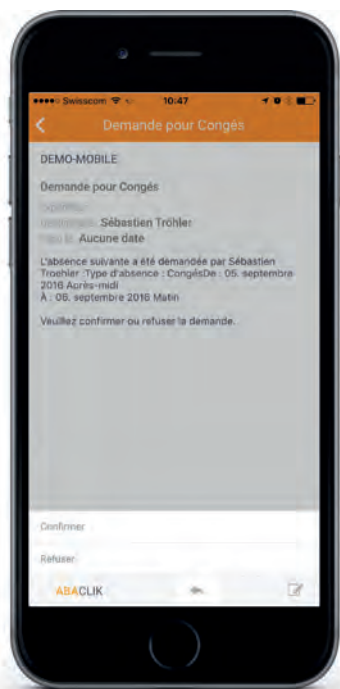 Swisscom 10:47
Demande pour Congés
DEMO-MOBILE
Demande pour Congés
Sébastien Tröhler
Aucune date
L'absence suivante a été demandée par Sébastien
Troehler :Type d'absence : CongésDe : 05. septembre
2016 Après-midi
À : 06. septembre 2016 Matin
Veuillez confirmer ou refuser la demande.
Confirmer
Refuser
ABACLIK